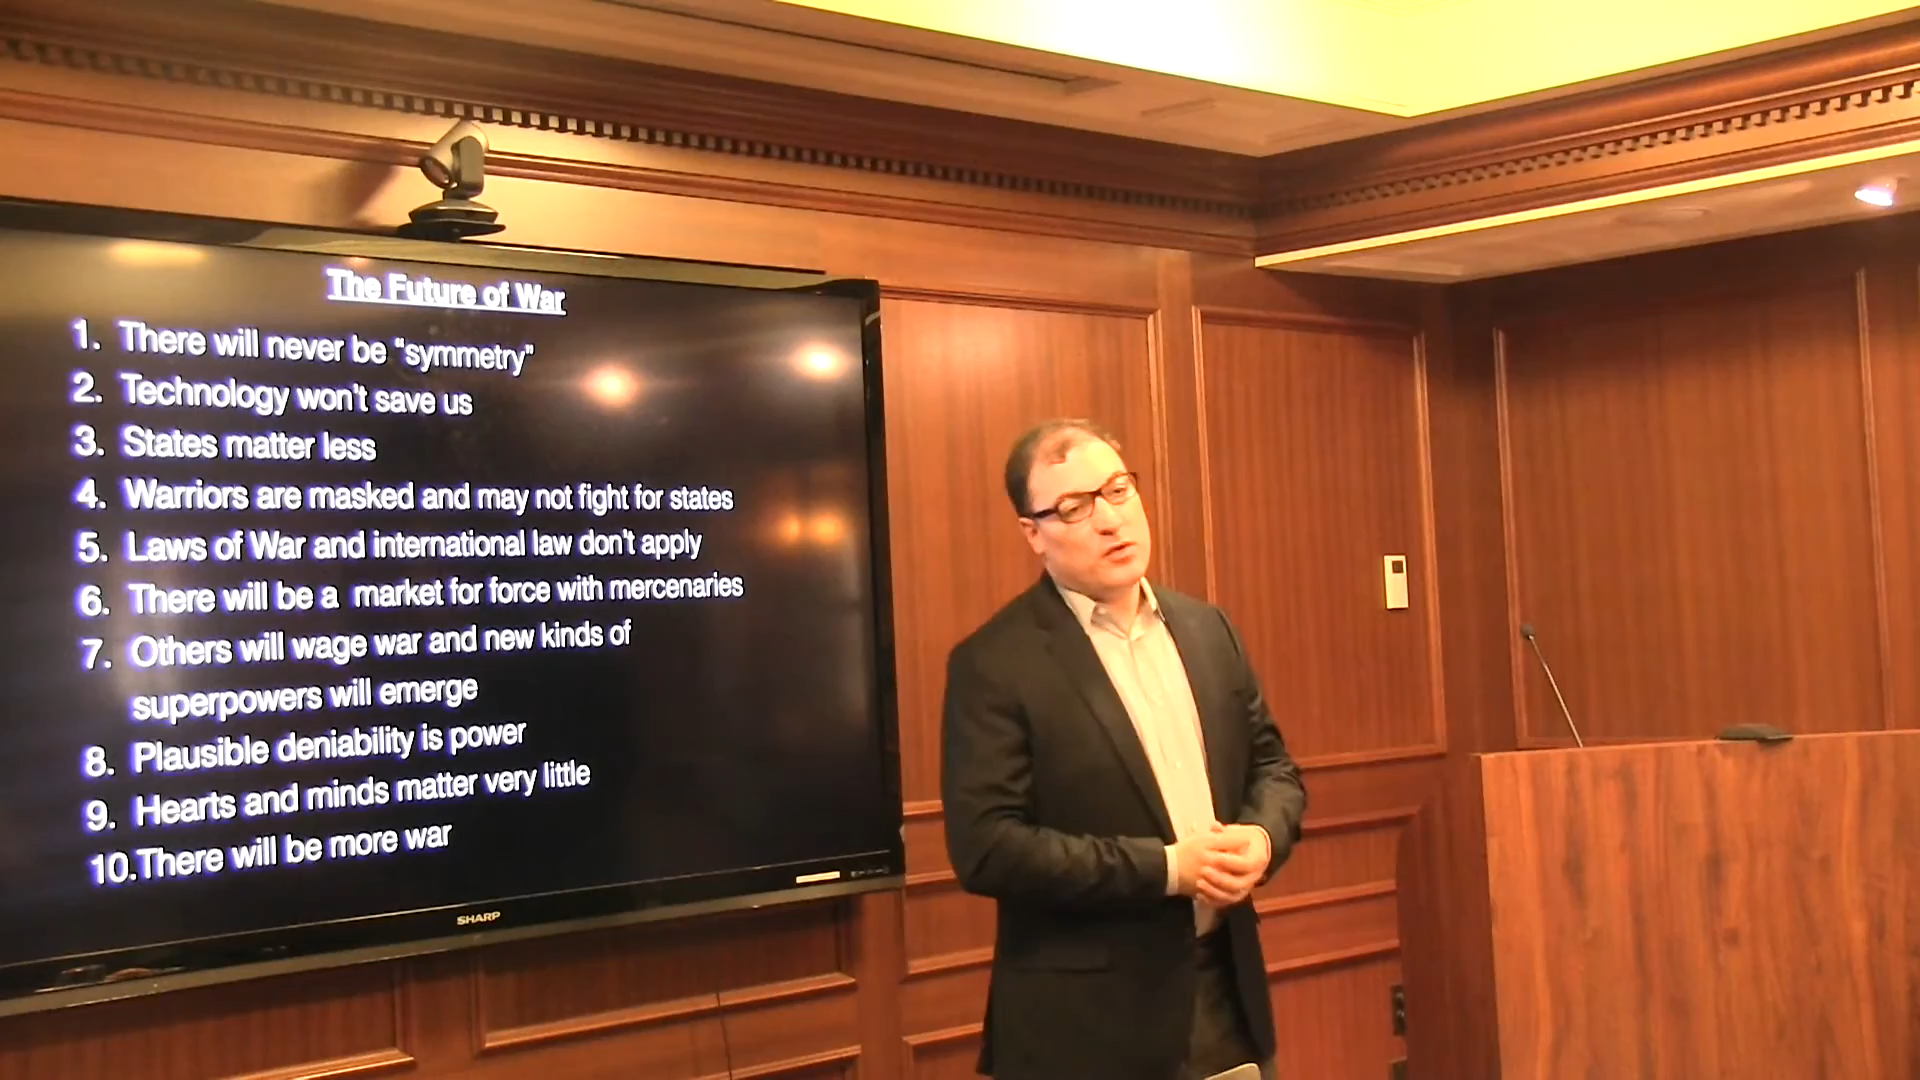 The Future of War
1. There will never be “symmetry”
2. Technology won't save us
3. States matter less
4. Warriors are masked and may not fight for states
5. Laws of War and international law don't apply
6. There will be a market for force with mercenaries
7. Others will wage war and new kinds of
superpowers will emerge
8. Plausible deniability is power
9. Hearts and minds matter very little
10.There will be more war
SHARP